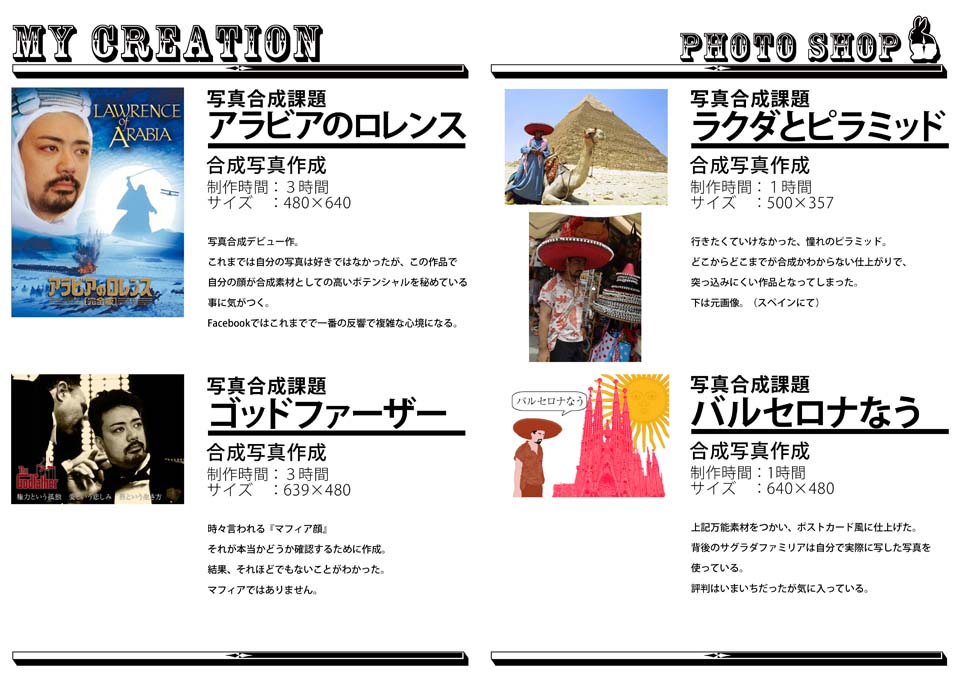 MY CREATION
PHOTO SHOP
LAWRENCE
OF
ARABIA
アラビアのロレンス
[完全版]
写真合成課題
アラビアのロレンス
合成写真作成
制作時間：３時間
サイズ　：480×640
写真合成デビュー作。
これまでは自分の写真は好きではなかったが、この作品で
自分の顔が合成素材としての高いポテンシャルを秘めている
事に気がつく。
Facebookではこれまでで一番の反響で複雑な心境になる。
The
Godfather
権力という孤独　美という悲しみ
写真合成課題
ゴッドファーザー
合成写真作成
制作時間：３時間
サイズ　：639×480
時々言われる『マフィア顔』
それが本当かどうか確認するために作成。
結果、それほどでもないことがわかった。
マフィアではありません。
写真合成課題
ラクダとピラミッド
合成写真作成
制作時間：１時間
サイズ　：500×357
行きたくていけなかった、憧れのピラミッド。
どこからどこまでが合成かわからない仕上がりで、
突っ込みにくい作品となってしまった。
下は元画像。（スペインにて）
バルセロナなう
写真合成課題
バルセロナなう
合成写真作成
制作時間：1時間
サイズ　：640×480
上記万能素材をつかい、ポストカード風に仕上げた。
背後のサグラダファミリアは自分で実際に写した写真を
使っている。
評判はいまいちだったが気に入っている。